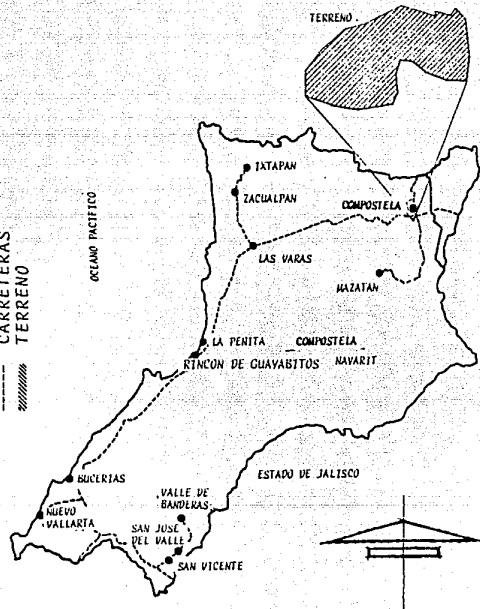 TERRENO
IXTAPAN
ZACUALPAN
COMPOSTELA
OCEANO PACIFICO
LAS VARAS
MAZATAN
CARRETERAS
TERRENO
LA PENITA
COMPOSTELA
RINCON DE GUAYABITOS
NAYARIT
BUCERIAS
ESTADO DE JALISCO
NUEVO
VALLARTA
VALLE DE
BANDERAS
SAN JOSE
DEL VALLE
SAN VICENTE